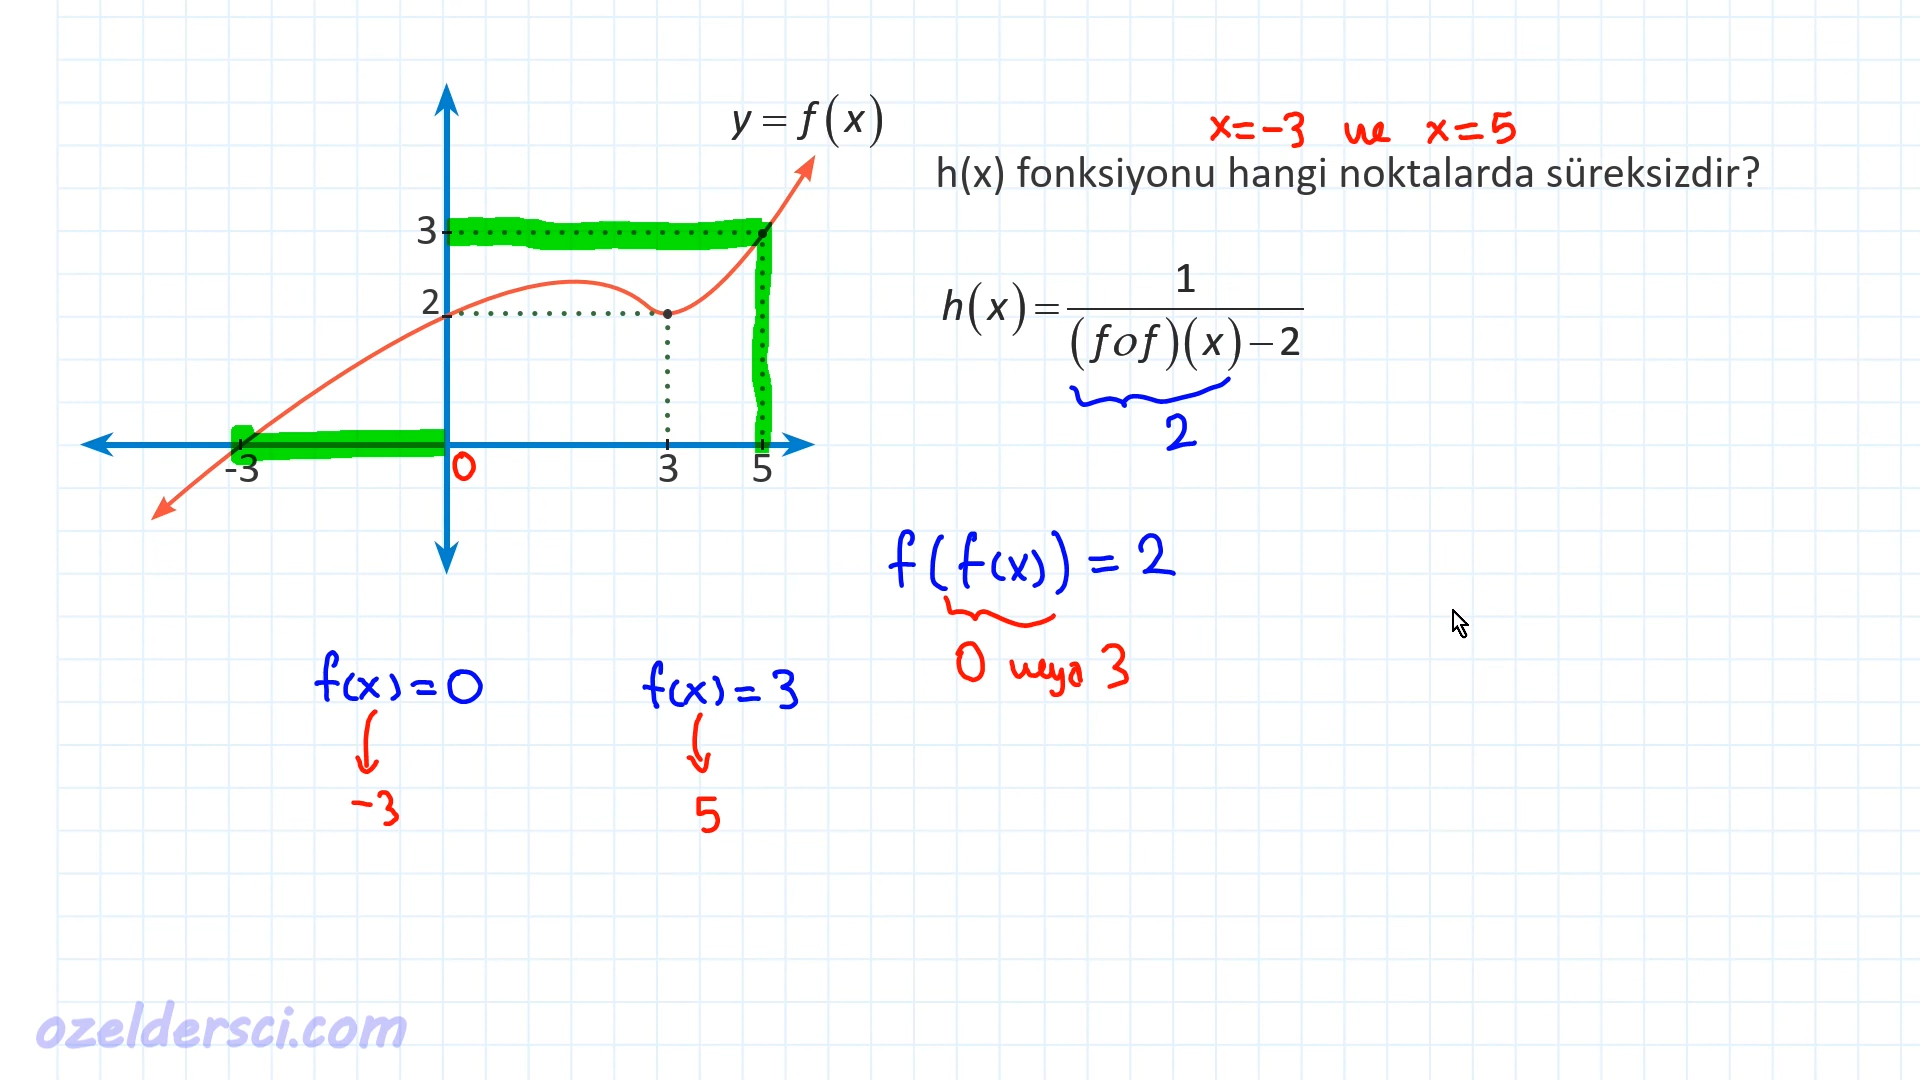 y = f(x)
x=-3 ve x=5
h(x) fonksiyonu hangi noktalarda süreksizdir?
3
2
h(x) = 1 / (fof)(x) - 2
2
-3 0 3 5
f(f(x)) = 2
0 veya 3
f(x) = 0 f(x) = 3
-3 5
ozeldersci.com